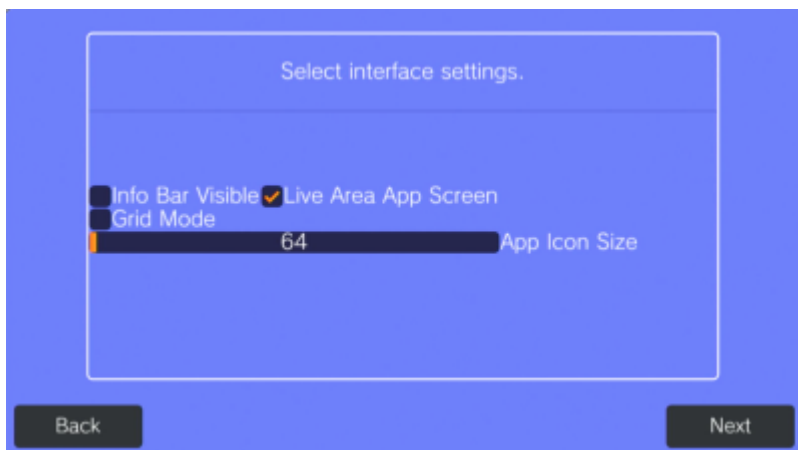 Select interface settings.
Info Bar Visible Live Area App Screen
Grid Mode
64 App Icon Size
Back Next